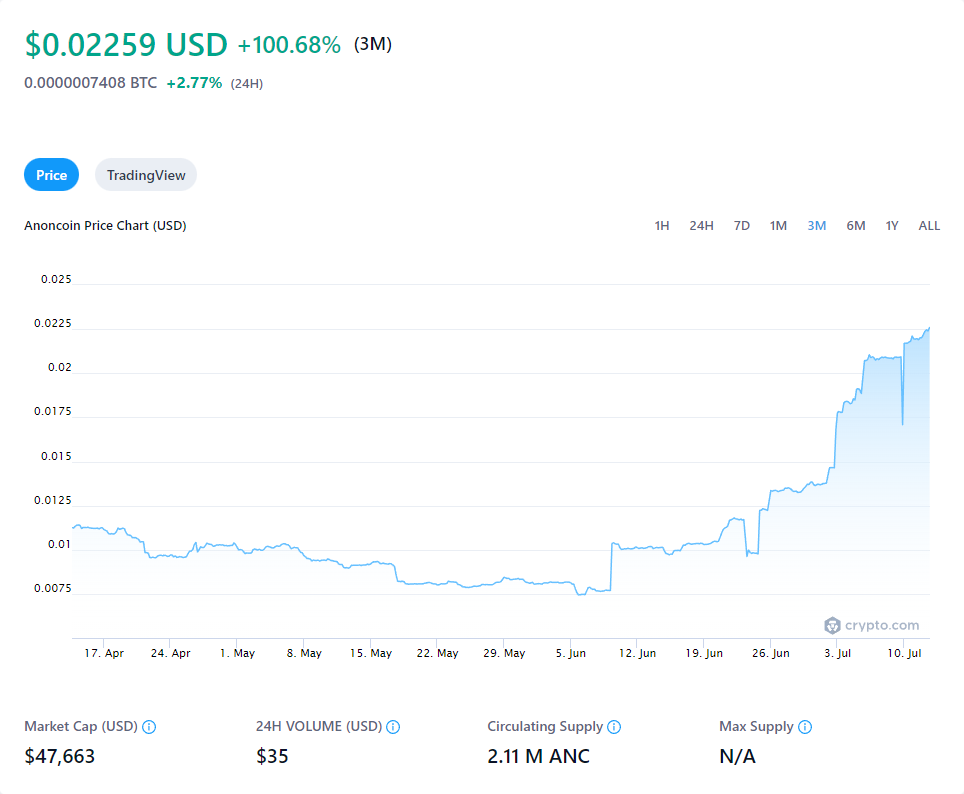 $0.02259 USD +100.68% (3M)
0.0000007408 BTC +2.77% (24H)
Price TradingView
Anoncoin Price Chart (USD) 1H 24H 7D 1M 3M 6M 1Y ALL
0.025
0.0225
0.02
0.0175
0.015
0.0125
0.01
0.0075
crypto.com
17. Apr 24. Apr 1. May 8. May 15. May 22. May 29. May 5. Jun 12. Jun 19. Jun 26. Jun 3. Jul 10. Jul
Market Cap (USD) 24H VOLUME (USD) Circulating Supply Max Supply
$47,663 $35 2.11 M ANC N/A